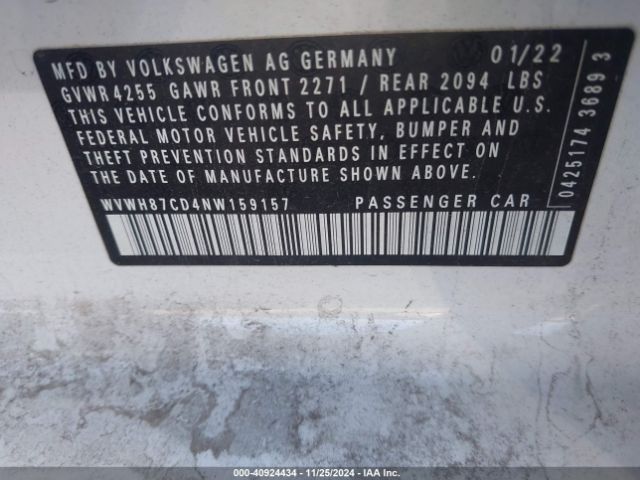 MFD BY VOLKSWAGEN AG GERMANY 01/22
GVWR 4255 GAWR FRONT 2271 / REAR 2094 LBS
THIS VEHICLE CONFORMS TO ALL APPLICABLE U.S.
FEDERAL MOTOR VEHICLE SAFETY, BUMPER AND
THEFT PREVENTION STANDARDS IN EFFECT ON
THE DATE OF MANUFACTURE SHOWN ABOVE.
WVWH87CD4NW159157 PASSENGER CAR
0425174 3689 3
000-40924434 - 11/25/2024 - IAA Inc.